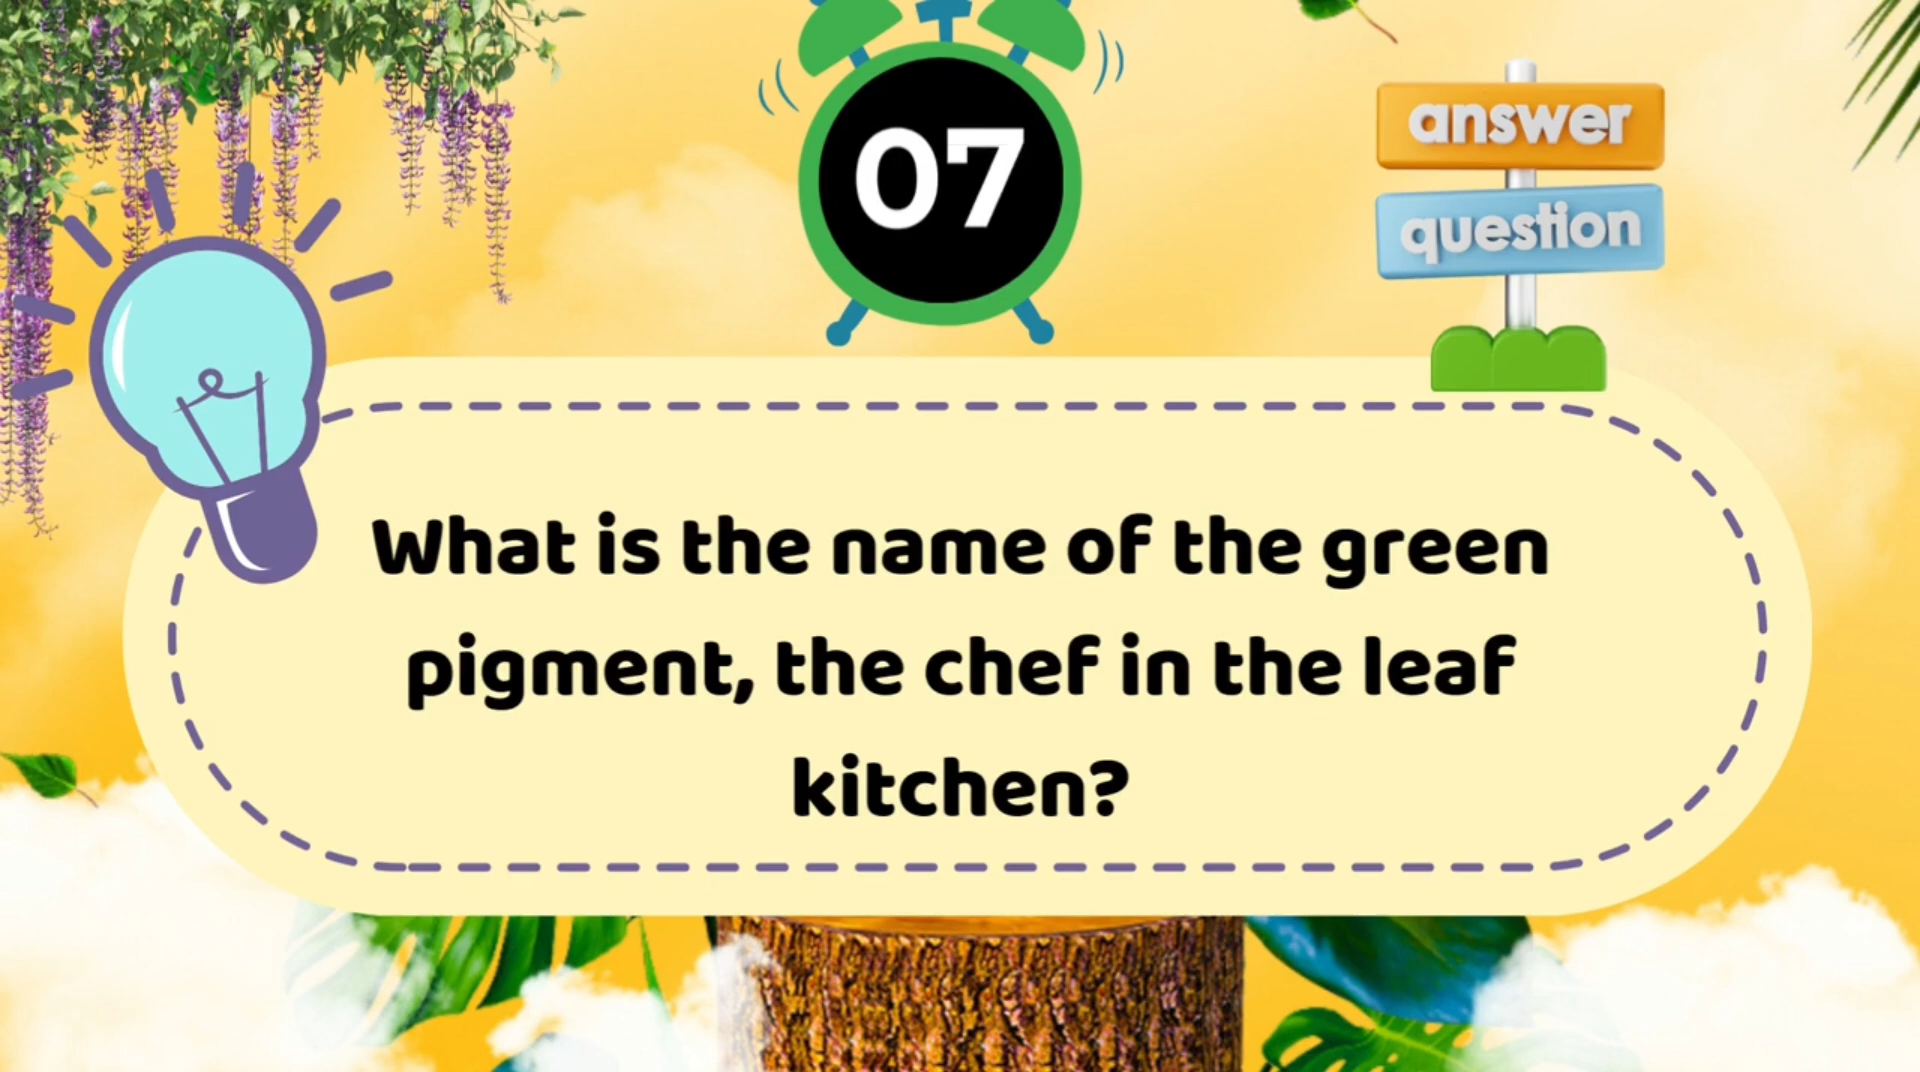 07
answer
question
What is the name of the green
pigment, the chef in the leaf
kitchen?